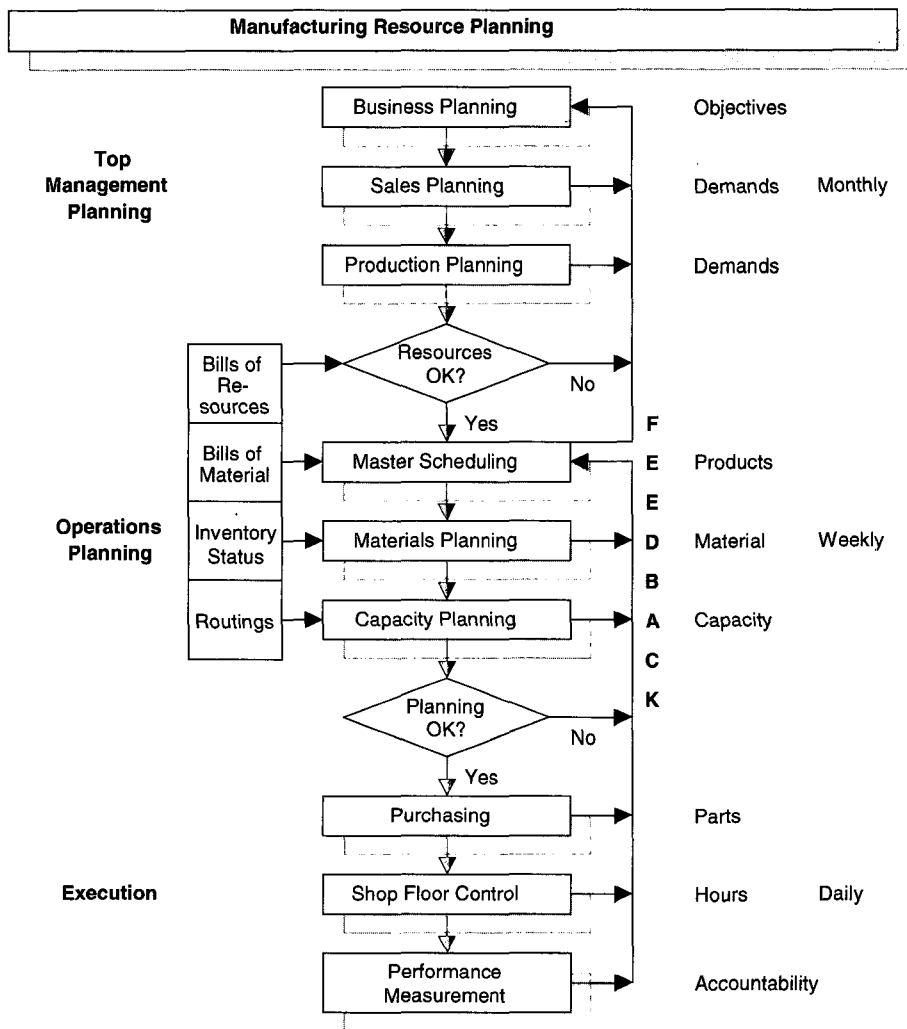 Manufacturing Resource Planning
Business Planning
Objectives
Top
Management
Planning
Sales Planning
Demands
Monthly
Production Planning
Demands
Resources
OK?
No
Yes
Bills of
Re-
sources
Bills of
Material
Master Scheduling
Products
Operations
Planning
Inventory
Status
Materials Planning
Material
Weekly
Routings
Capacity Planning
Capacity
F
E
E
D
B
A
C
K
Planning
OK?
No
Yes
Purchasing
Parts
Execution
Shop Floor Control
Hours
Daily
Performance
Measurement
Accountability